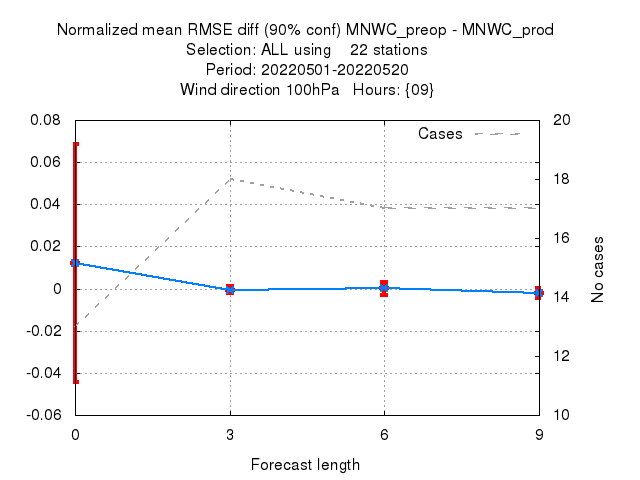 Normalized mean RMSE diff (90% conf) MNWC_preop - MNWC_prod
Selection: ALL using    22 stations
Period: 20220501-20220520
Wind direction 100hPa   Hours: {09}
Cases
0.08
0.06
0.04
0.02
0
-0.02
-0.04
-0.06
20
18
16
14
12
10
No cases
0 3 6 9
Forecast length